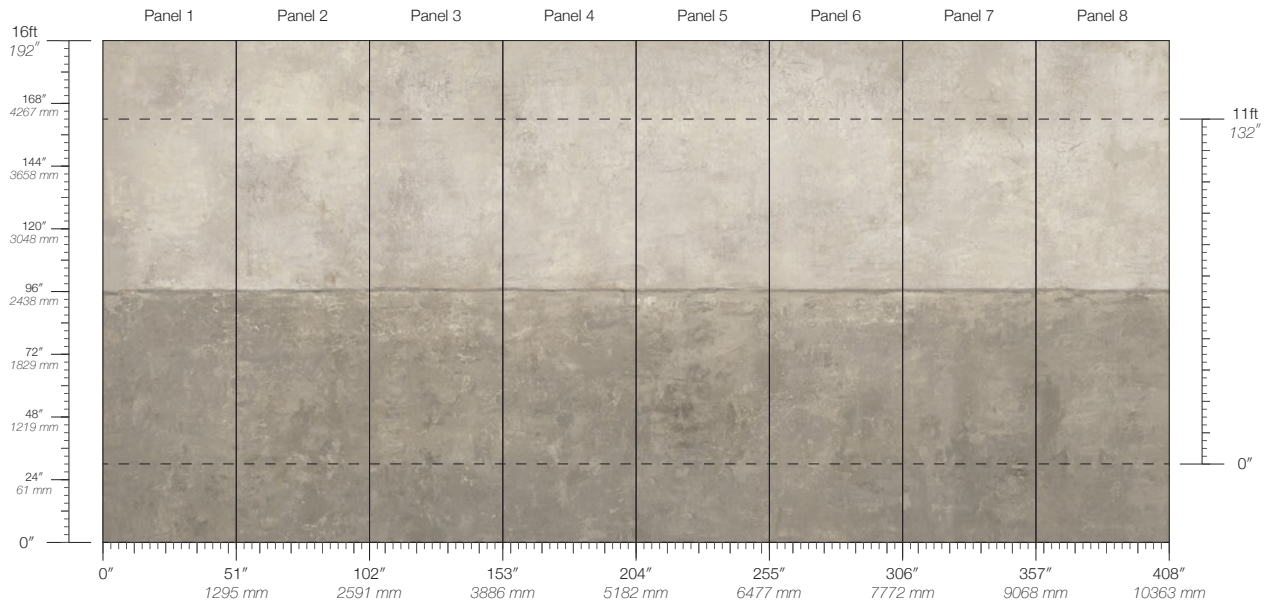 Panel 1 Panel 2 Panel 3 Panel 4 Panel 5 Panel 6 Panel 7 Panel 8
16ft
192″
168″
4267 mm
144″
3658 mm
120″
3048 mm
96″
2438 mm
72″
1829 mm
48″
1219 mm
24″
61 mm
0″
11ft
132″
0″
0″ 51″ 102″ 153″ 204″ 255″ 306″ 357″ 408″
1295 mm 2591 mm 3886 mm 5182 mm 6477 mm 7772 mm 9068 mm 10363 mm